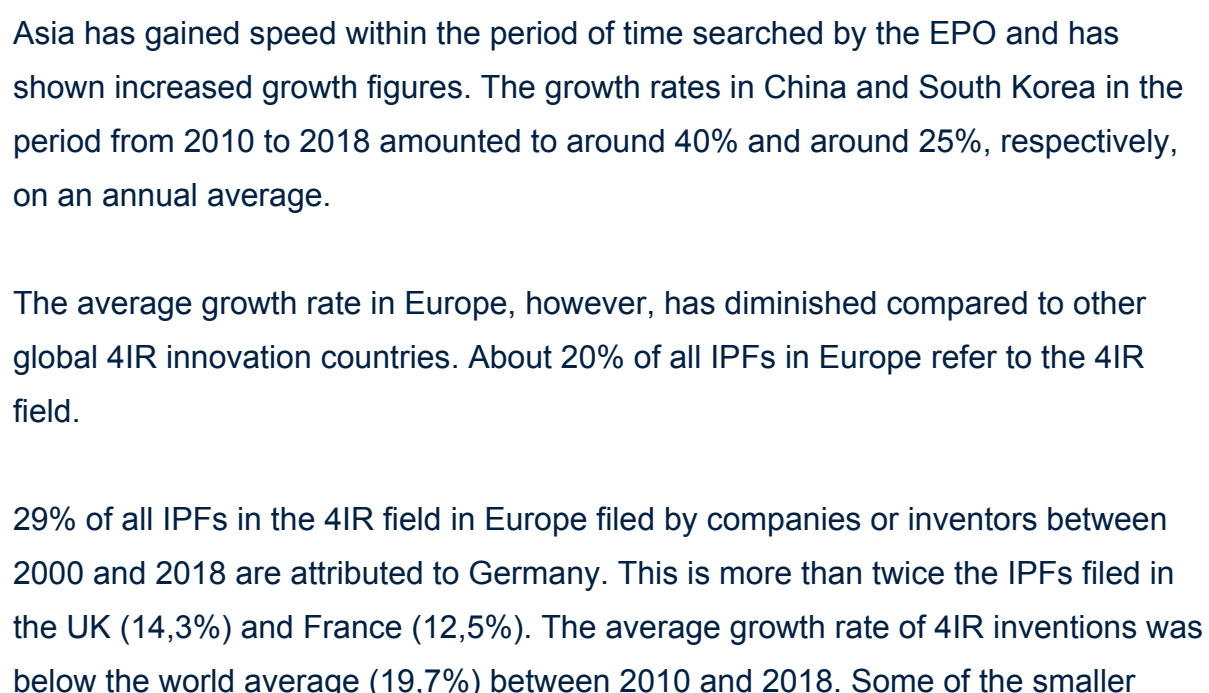 Asia has gained speed within the period of time searched by the EPO and has
shown increased growth figures. The growth rates in China and South Korea in the
period from 2010 to 2018 amounted to around 40% and around 25%, respectively,
on an annual average.
The average growth rate in Europe, however, has diminished compared to other
global 4IR innovation countries. About 20% of all IPFs in Europe refer to the 4IR
field.
29% of all IPFs in the 4IR field in Europe filed by companies or inventors between
2000 and 2018 are attributed to Germany. This is more than twice the IPFs filed in
the UK (14,3%) and France (12,5%). The average growth rate of 4IR inventions was
below the world average (19,7%) between 2010 and 2018. Some of the smaller